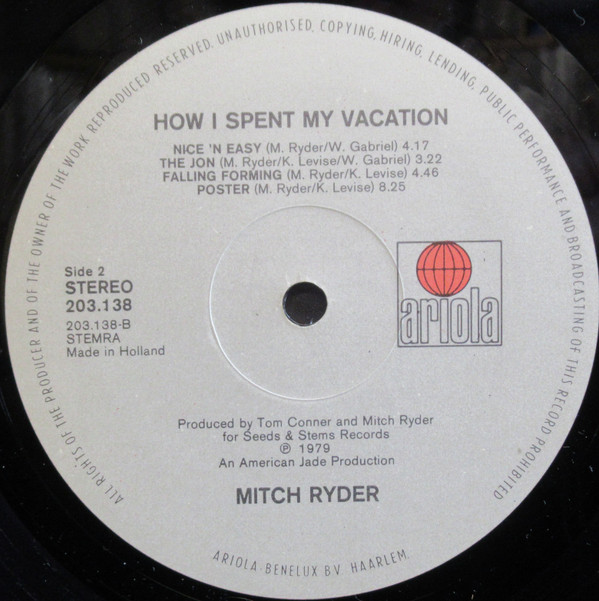 ALL RIGHTS OF THE PRODUCER AND OF THE OWNER OF THE WORK REPRODUCED RESERVED. UNAUTHORISED, COPYING, HIRING, LENDING, PUBLIC PERFORMANCE AND BROADCASTING OF THIS RECORD PROHIBITED
HOW I SPENT MY VACATION
NICE 'N EASY (M. Ryder/W. Gabriel) 4.17
THE JON (M. Ryder/K. Levise/W. Gabriel) 3.22
FALLING FORMING (M. Ryder/K. Levise) 4.46
POSTER (M. Ryder/K. Levise) 8.25
Side 2
STEREO
203.138
203.138-B
STEMRA
Made in Holland
ariola
Produced by Tom Conner and Mitch Ryder
for Seeds & Stems Records
℗ 1979
An American Jade Production
MITCH RYDER
ARIOLA-BENELUX B.V. HAARLEM.